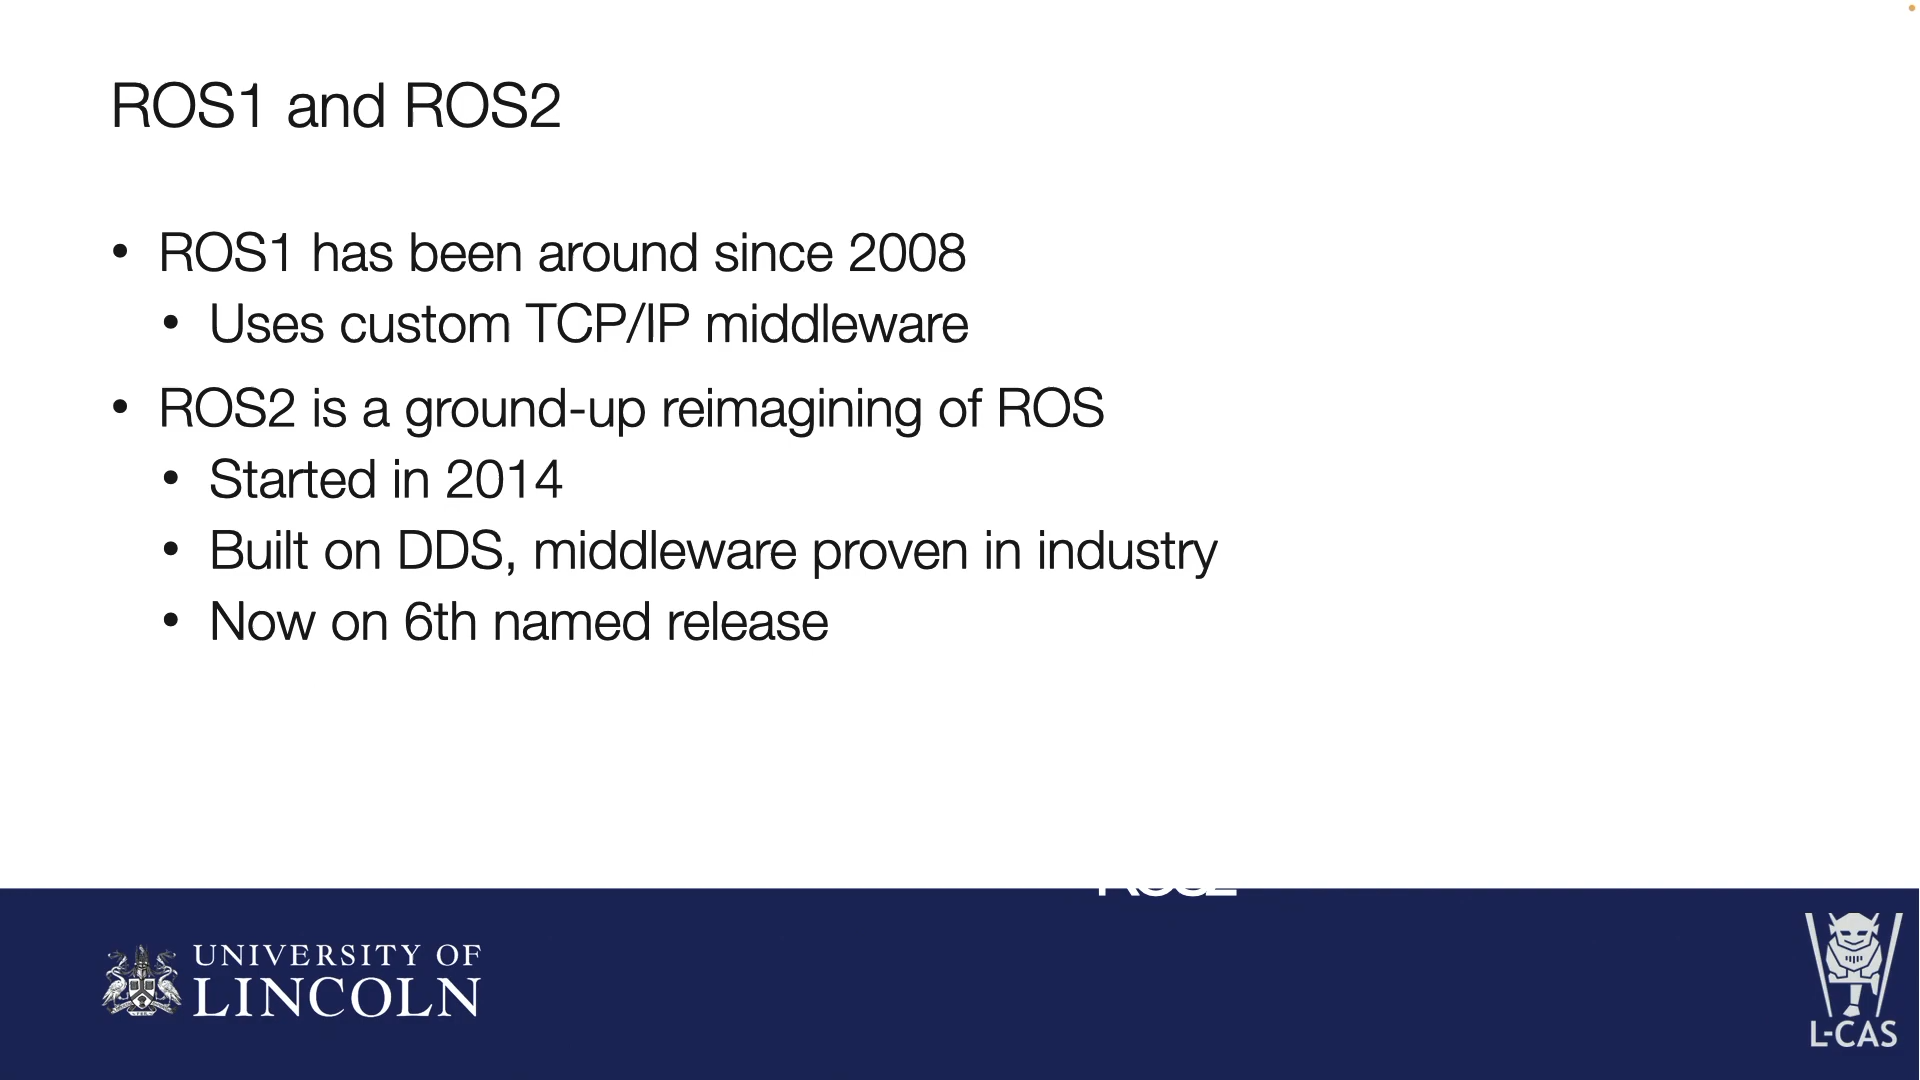 ROS1 and ROS2
• ROS1 has been around since 2008
• Uses custom TCP/IP middleware
• ROS2 is a ground-up reimagining of ROS
• Started in 2014
• Built on DDS, middleware proven in industry
• Now on 6th named release
UNIVERSITY OF
LINCOLN
L-CAS